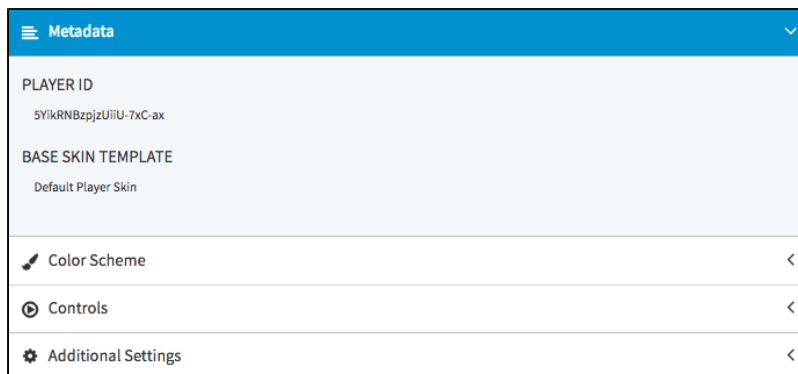 Metadata
PLAYER ID
5YikRNBzpjzUiiU-7xC-ax
BASE SKIN TEMPLATE
Default Player Skin
Color Scheme
Controls
Additional Settings